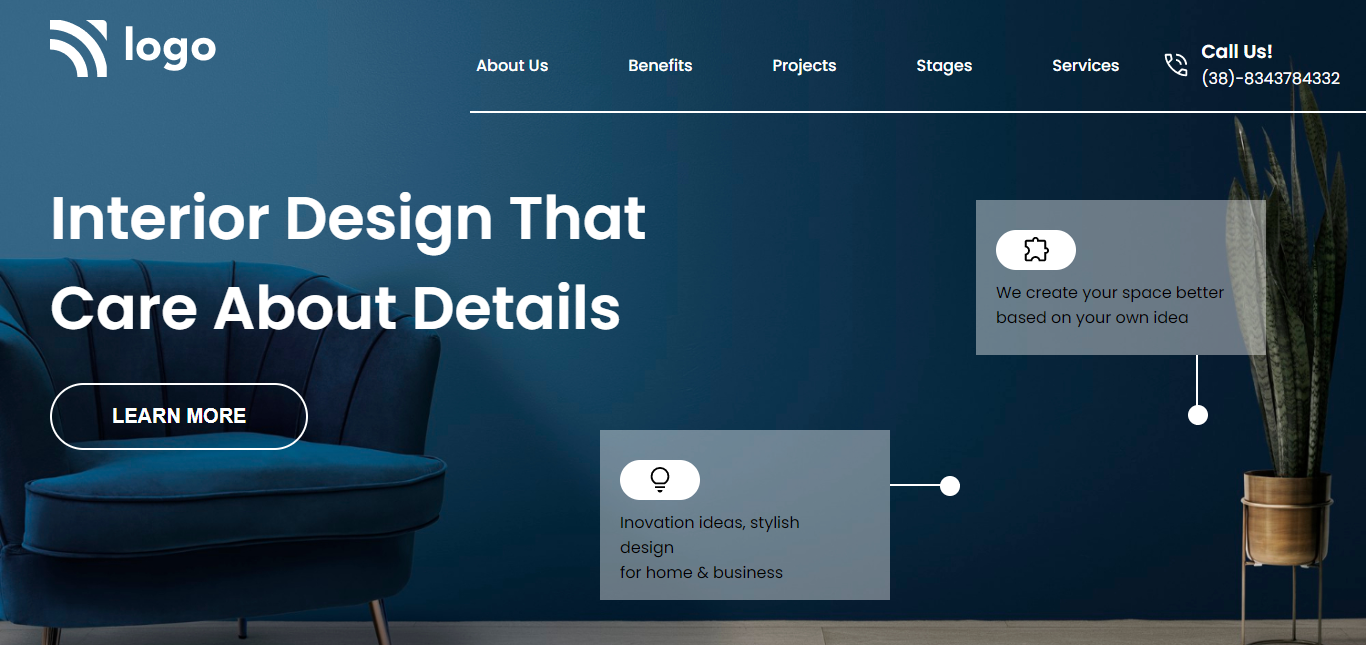 logo
About Us
Benefits
Projects
Stages
Services
Call Us!
(38)-8343784332
Interior Design That
Care About Details
LEARN MORE
We create your space better
based on your own idea
Inovation ideas, stylish
design
for home & business